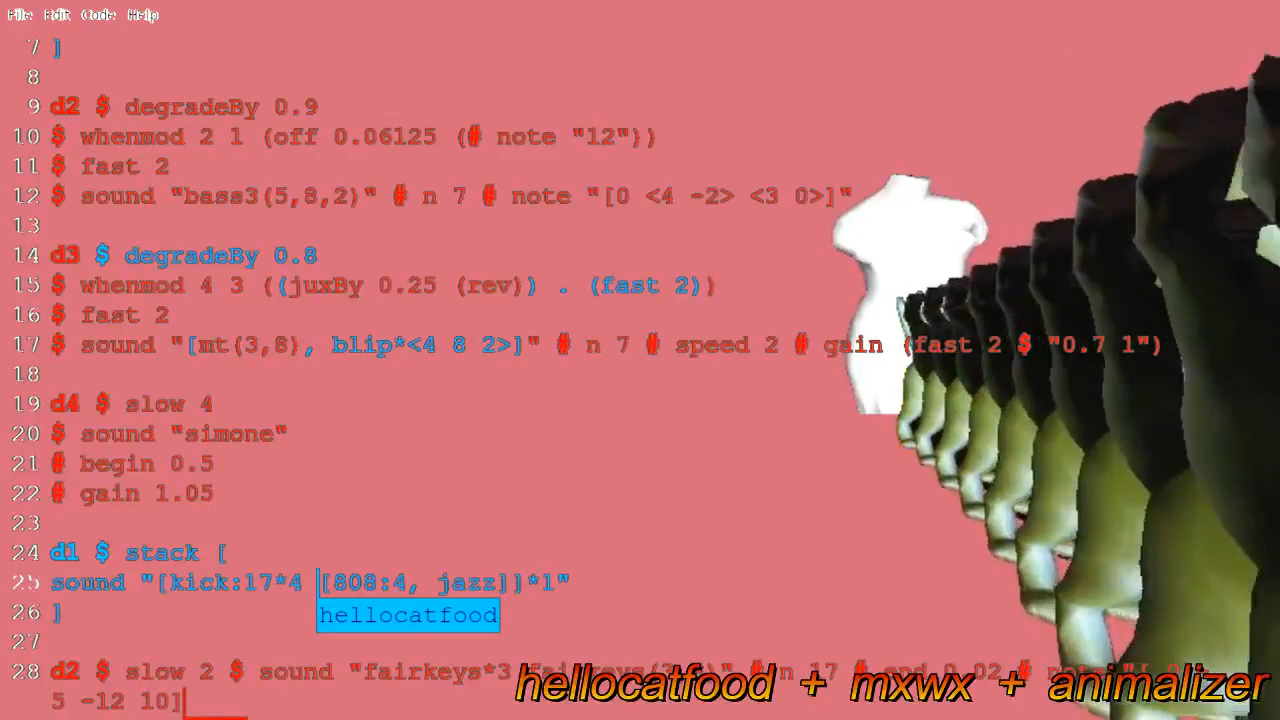 File Edit Code Help
7 ]
8
9 d2 $ degradeBy 0.9
10 $ whenmod 2 1 (off 0.06125 (# note "12"))
11 $ fast 2
12 $ sound "bass3(5,8,2)" # n 7 # note "[0 <4 -2> <3 0>]"
13
14 d3 $ degradeBy 0.8
15 $ whenmod 4 3 ((juxBy 0.25 (rev)) . (fast 2))
16 $ fast 2
17 $ sound "[mt(3,8), blip*<4 8 2>]" # n 7 # speed 2 # gain (fast 2 $ "0.7 1")
18
19 d4 $ slow 4
20 $ sound "simone"
21 # begin 0.5
22 # gain 1.05
23
24 d1 $ stack [
25 sound "[kick:17*4 [808:4, jazz]]*1"
26 ]
hellocatfood
27
28 d2 $ slow 2 $ sound "fairkeys*3 # n 17 # end 0.02 #
5 -12 10]
hellocatfood + mxwx + animalizer